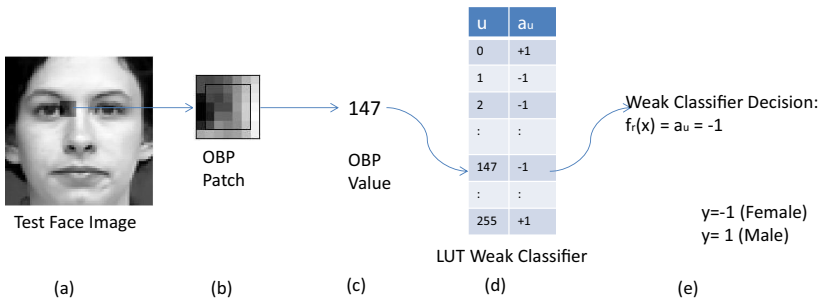 u aᵤ
0 +1
1 -1
2 -1
: :
147 -1
: :
255 +1
147
OBP
Patch
OBP
Value
Test Face Image
LUT Weak Classifier
Weak Classifier Decision:
fᵣ(x) = aᵤ = -1
y=-1 (Female)
y= 1 (Male)
(a) (b) (c) (d) (e)